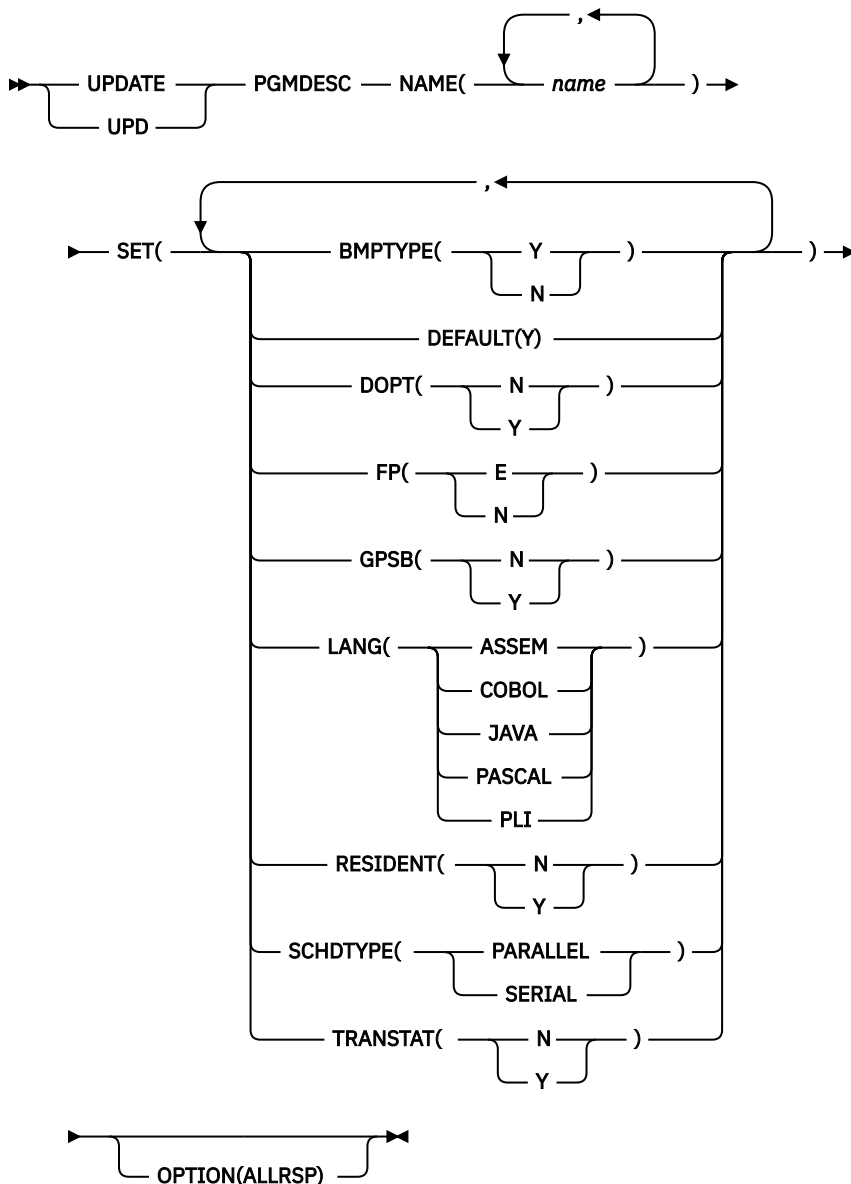 ,
UPDATE PGMDESC NAME( name )
UPD
,
SET( BMPTYPE( Y ) )
N
DEFAULT(Y)
DOPT( N )
Y
FP( E )
N
GPSB( N )
Y
LANG( ASSEM )
COBOL
JAVA
PASCAL
PLI
RESIDENT( N )
Y
SCHDTYPE( PARALLEL )
SERIAL
TRANSTAT( N )
Y
OPTION(ALLRSP)